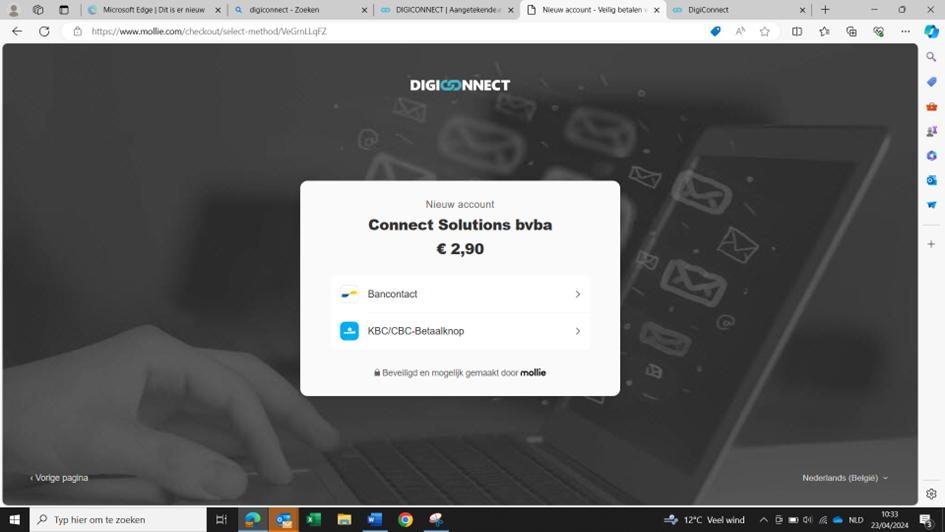 Microsoft Edge | Dit is er nieuw
digiconnect - Zoeken
DIGICONNECT | Aangetekende.
Nieuw account - Veilig betalen v
DigiConnect
https://www.mollie.com/checkout/select-method/VeGrnLLqFZ
DIGICONNECT
Nieuw account
Connect Solutions bvba
€ 2,90
Bancontact
KBC/CBC-Betaalknop
Beveiligd en mogelijk gemaakt door mollie
‹ Vorige pagina
Nederlands (België)
Typ hier om te zoeken
12°C Veel wind
NLD
10:33
23/04/2024
3